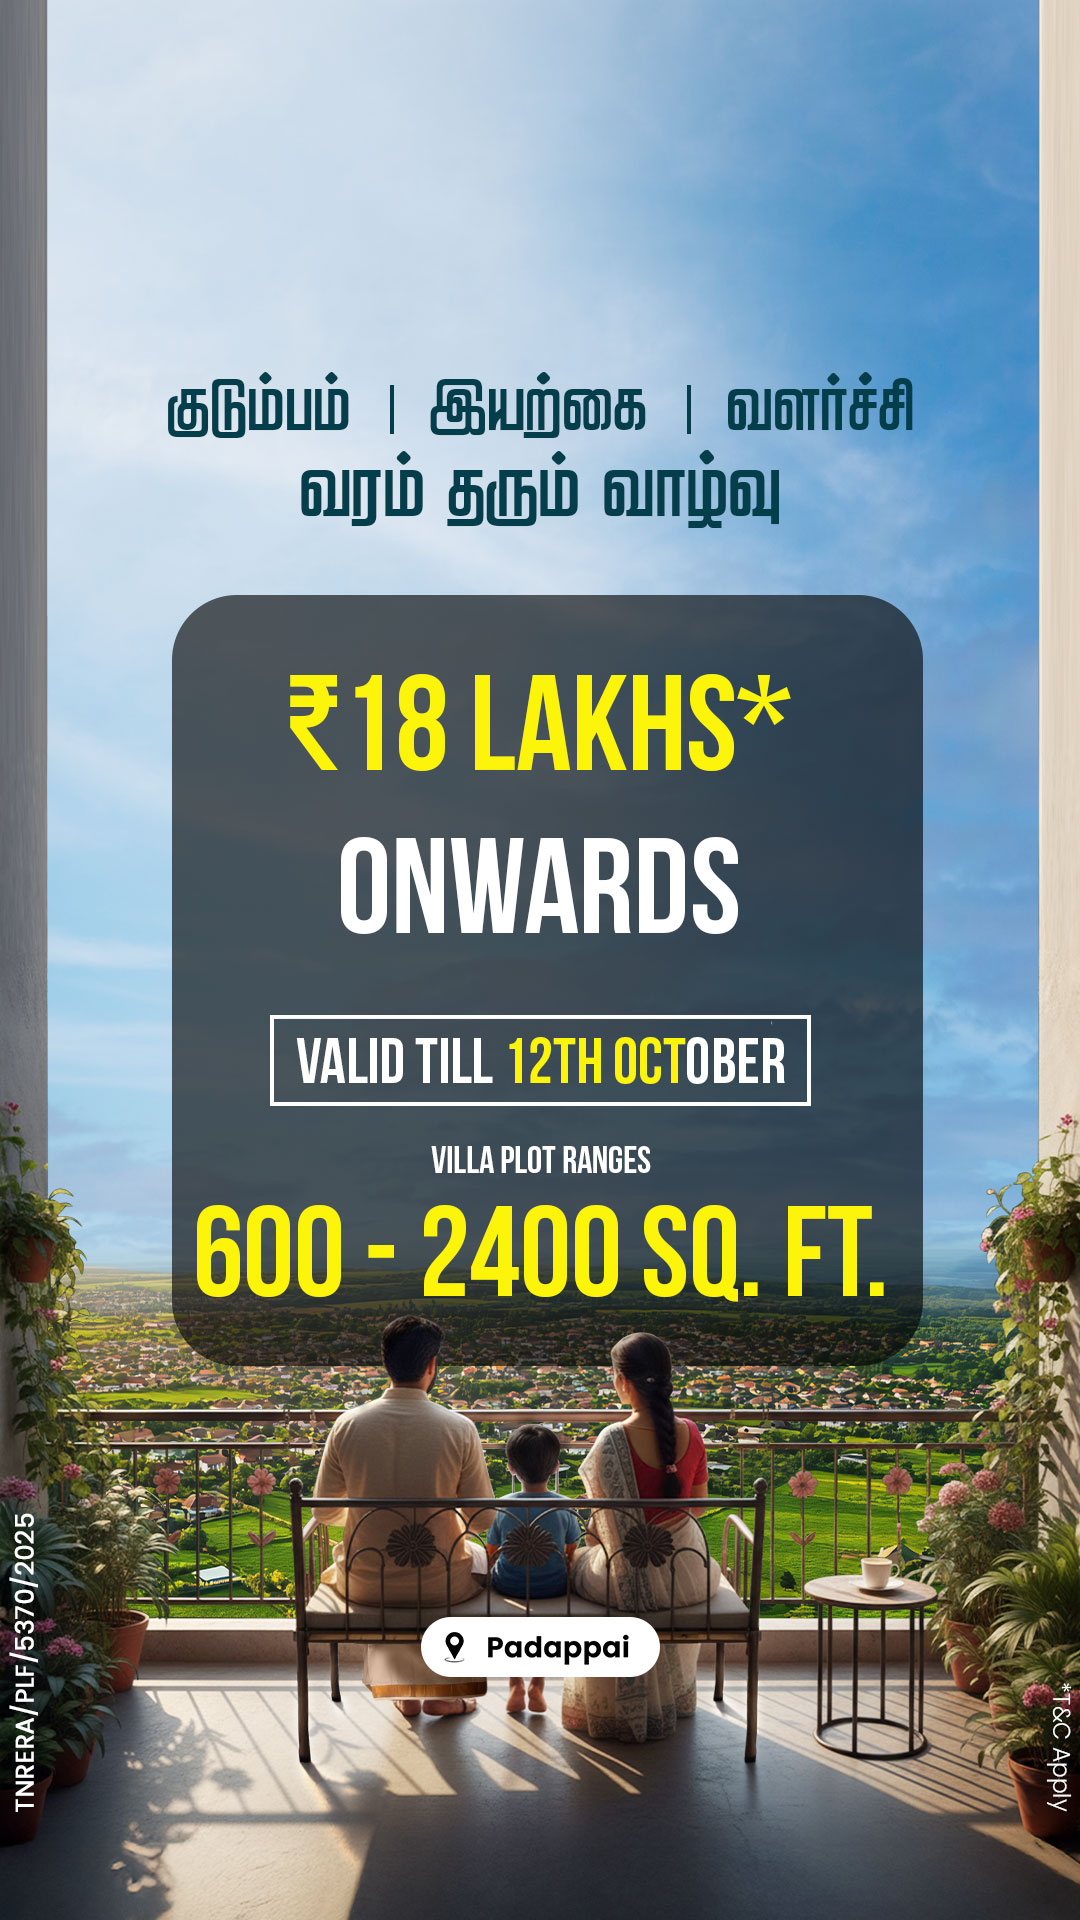 குடும்பம் | இயற்கை | வளர்ச்சி
வரம் தரும் வாழ்வு
₹18 LAKHS*
ONWARDS
VALID TILL 12TH OCTOBER
VILLA PLOT RANGES
600 - 2400 SQ. FT.
Padappai
TNRERA/PLF/5370/2025
*T&C Apply